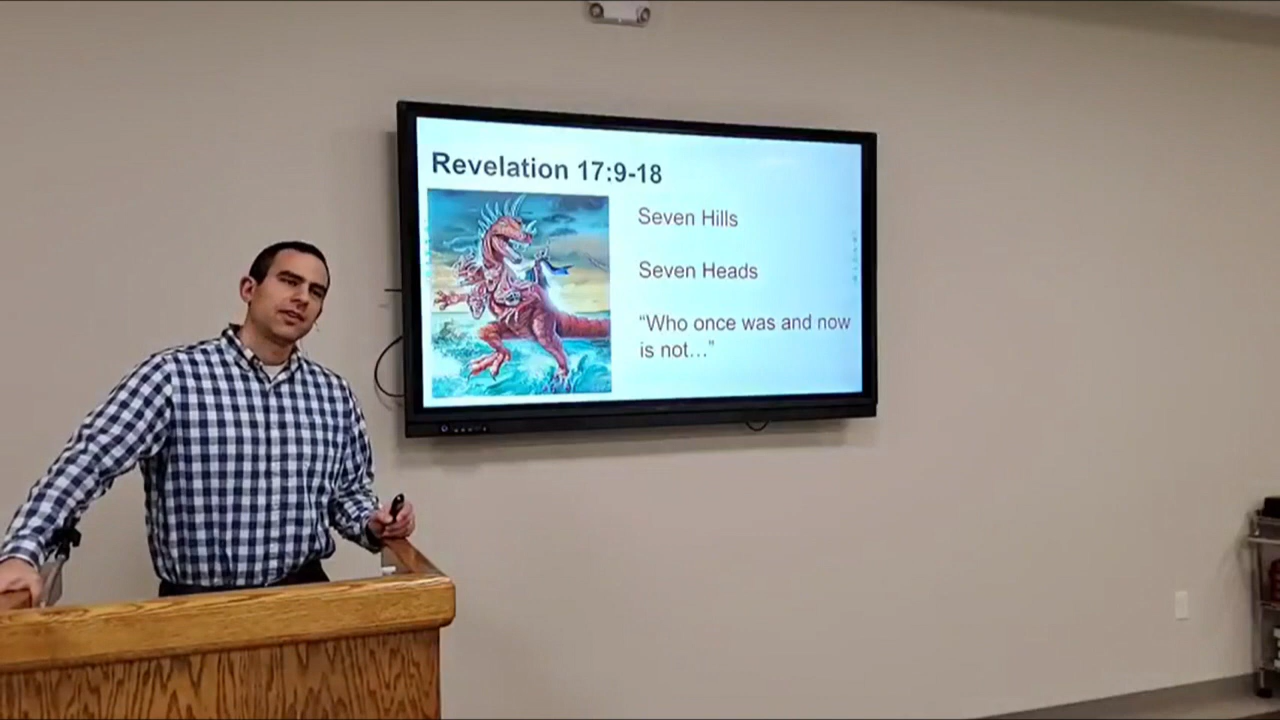 Revelation 17:9-18
Seven Hills
Seven Heads
“Who once was and now
is not…”